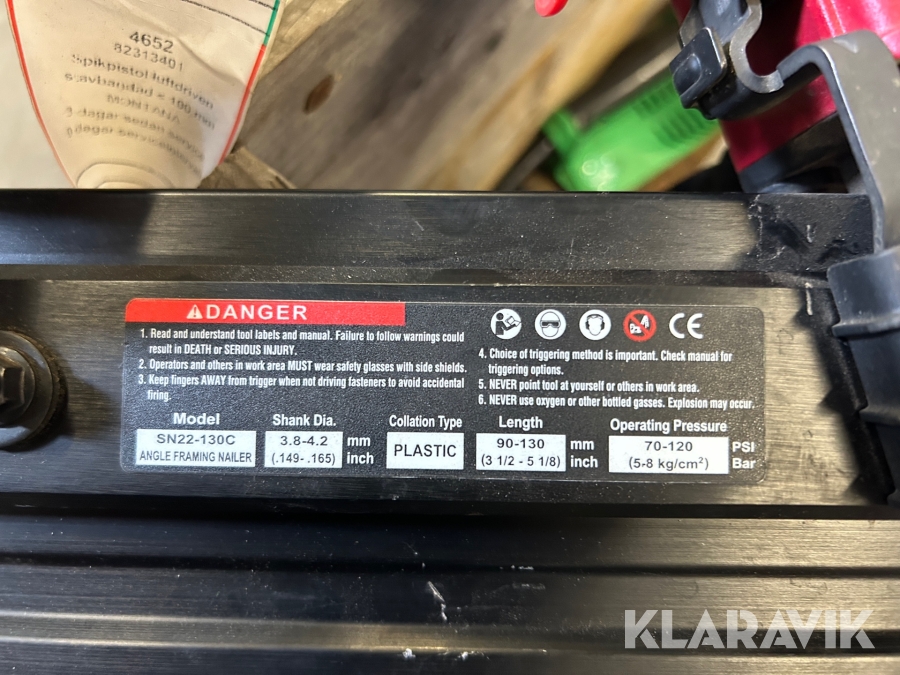 4652
82313401
Spikpistol luftdriven
stavbandad < 100 mm
MONTANA
dagar sedan
dagar
DANGER
1. Read and understand tool labels and manual. Failure to follow warnings could
result in DEATH or SERIOUS INJURY.
2. Operators and others in work area MUST wear safety glasses with side shields.
3. Keep fingers AWAY from trigger when not driving fasteners to avoid accidental
firing.
CE
4. Choice of triggering method is important. Check manual for
triggering options.
5. NEVER point tool at yourself or others in work area.
6. NEVER use oxygen or other bottled gasses. Explosion may occur.
Model Shank Dia. Collation Type Length Operating Pressure
SN22-130C 3.8-4.2 mm PLASTIC 90-130 mm 70-120 PSI
ANGLE FRAMING NAILER (.149-.165) inch (3 1/2 - 5 1/8) inch (5-8 kg/cm²) Bar
KLARAVIK